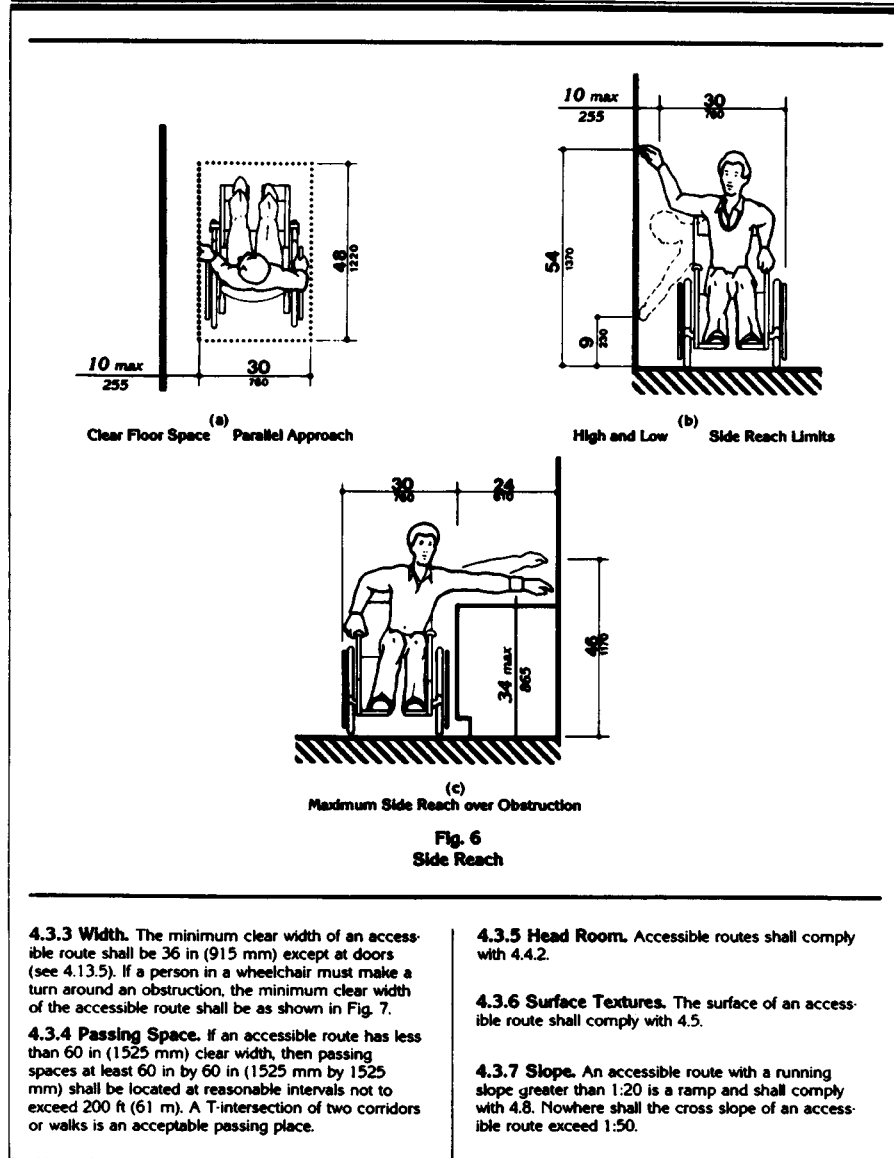 10 max
255
30
760
48
1220
(a)
Clear Floor Space Parallel Approach
10 max
255
30
760
54
1370
9
230
(b)
High and Low Side Reach Limits
30
760
24
610
34 max
865
46
1170
(c)
Maximum Side Reach over Obstruction
Fig. 6
Side Reach
4.3.3 Width. The minimum clear width of an access-
ible route shall be 36 in (915 mm) except at doors
(see 4.13.5). If a person in a wheelchair must make a
turn around an obstruction, the minimum clear width
of the accessible route shall be as shown in Fig. 7.
4.3.4 Passing Space. If an accessible route has less
than 60 in (1525 mm) clear width, then passing
spaces at least 60 in by 60 in (1525 mm by 1525
mm) shall be located at reasonable intervals not to
exceed 200 ft (61 m). A T-intersection of two corridors
or walks is an acceptable passing place.
4.3.5 Head Room. Accessible routes shall comply
with 4.4.2.
4.3.6 Surface Textures. The surface of an access-
ible route shall comply with 4.5.
4.3.7 Slope. An accessible route with a running
slope greater than 1:20 is a ramp and shall comply
with 4.8. Nowhere shall the cross slope of an access-
ible route exceed 1:50.